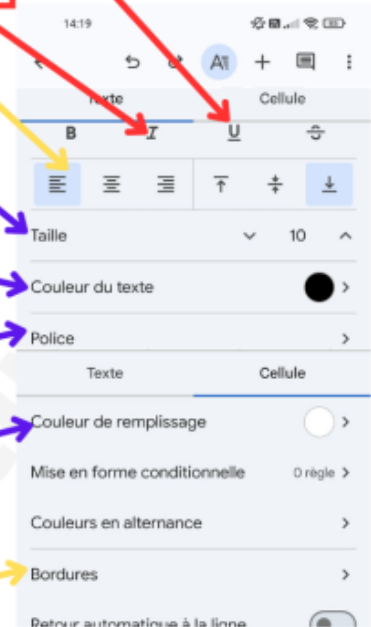 14:19
Texte Cellule
B I U S
Taille 10
Couleur du texte
Police
Texte Cellule
Couleur de remplissage
Mise en forme conditionnelle 0 règle
Couleurs en alternance
Bordures
Retour automatique à la ligne